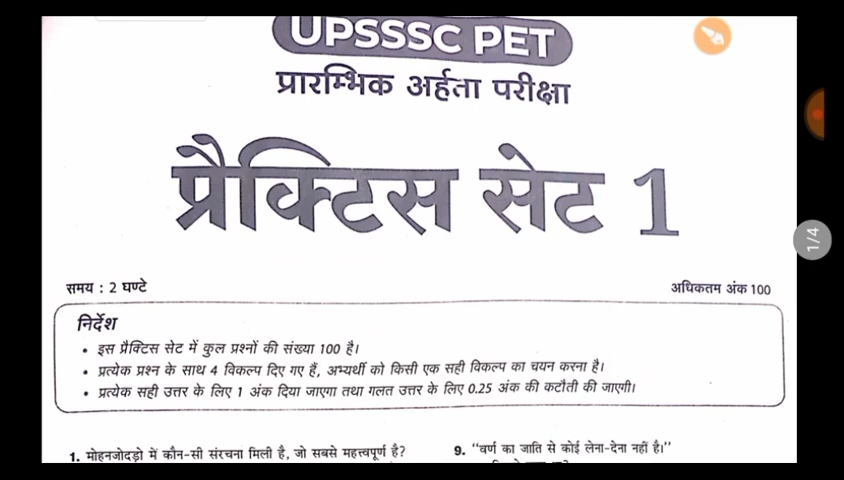 UPSSSC PET
प्रारम्भिक अर्हता परीक्षा
प्रैक्टिस सेट 1
1/4
समय : 2 घण्टे
अधिकतम अंक 100
निर्देश
• इस प्रैक्टिस सेट में कुल प्रश्नों की संख्या 100 है।
• प्रत्येक प्रश्न के साथ 4 विकल्प दिए गए हैं, अभ्यर्थी को किसी एक सही विकल्प का चयन करना है।
• प्रत्येक सही उत्तर के लिए 1 अंक दिया जाएगा तथा गलत उत्तर के लिए 0.25 अंक की कटौती की जाएगी।
1. मोहनजोदड़ो में कौन-सी संरचना मिली है, जो सबसे महत्त्वपूर्ण है?
9. "वर्ण का जाति से कोई लेना-देना नहीं है।"